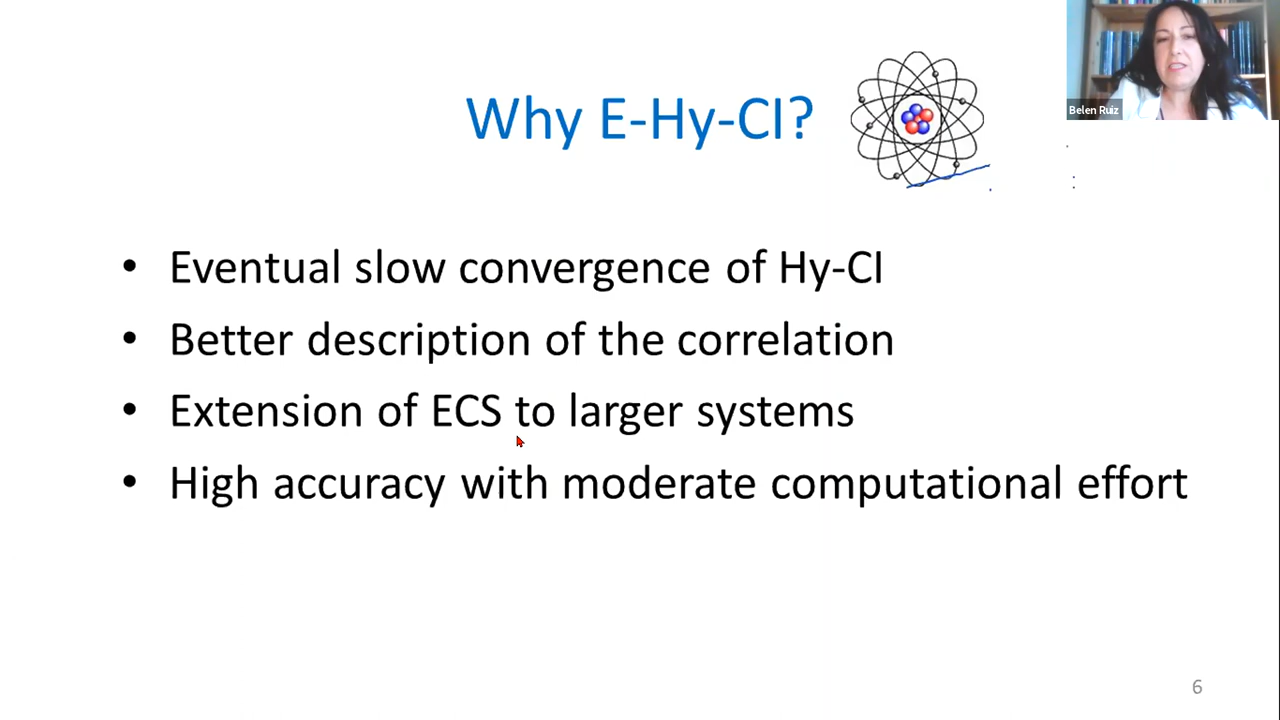 Why E-Hy-CI?
Belen Ruiz
• Eventual slow convergence of Hy-CI
• Better description of the correlation
• Extension of ECS to larger systems
• High accuracy with moderate computational effort
6